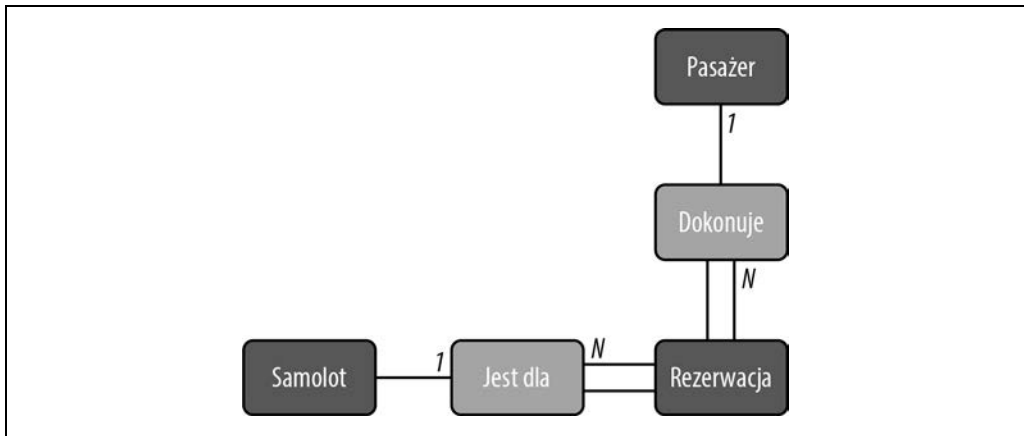 Pasażer
1
Dokonuje
N
Samolot
1
Jest dla
N
Rezerwacja